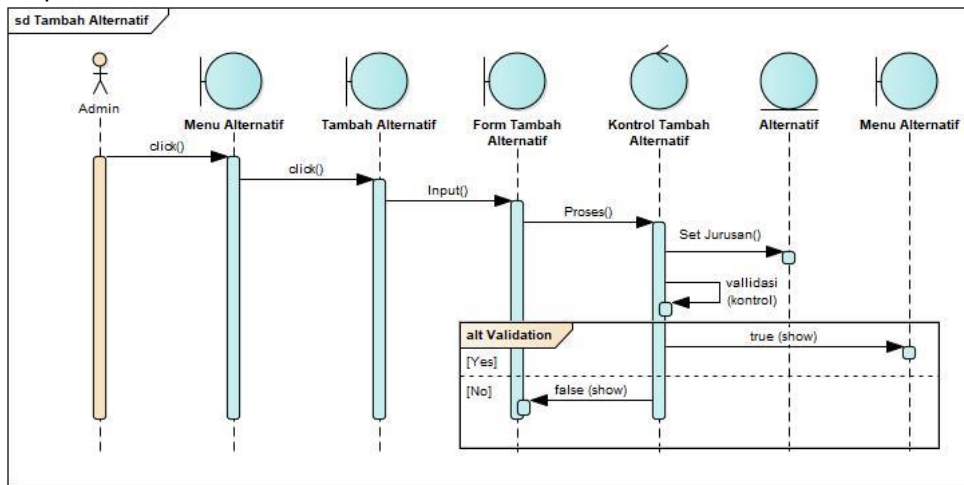 sd Tambah Alternatif
Admin
Menu Alternatif
Tambah Alternatif
Form Tambah
Alternatif
Kontrol Tambah
Alternatif
Alternatif
Menu Alternatif
click()
click()
Input()
Proses()
Set Jurusan()
vallidasi
(kontrol)
alt Validation
true (show)
[Yes]
[No]
false (show)